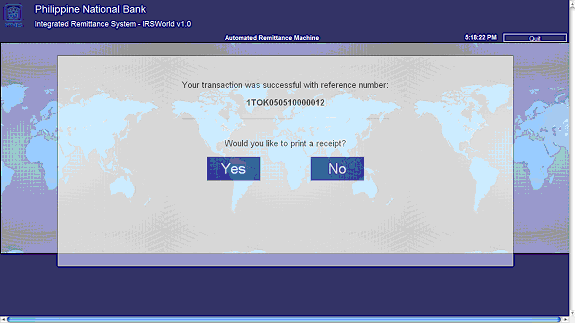 Philippine National Bank
Integrated Remittance System - IRSWorld v1.0
Automated Remittance Machine
5:18:22 PM
Quit
Your transaction was successful with reference number:
1TOK050510000012
Would you like to print a receipt?
Yes
No